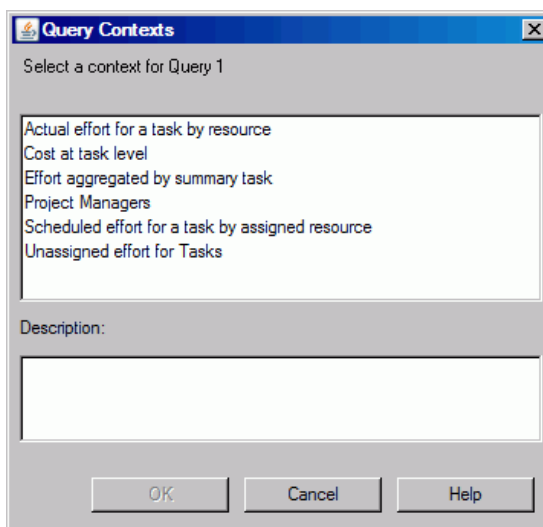 Query Contexts
Select a context for Query 1
Actual effort for a task by resource
Cost at task level
Effort aggregated by summary task
Project Managers
Scheduled effort for a task by assigned resource
Unassigned effort for Tasks
Description:
OK
Cancel
Help